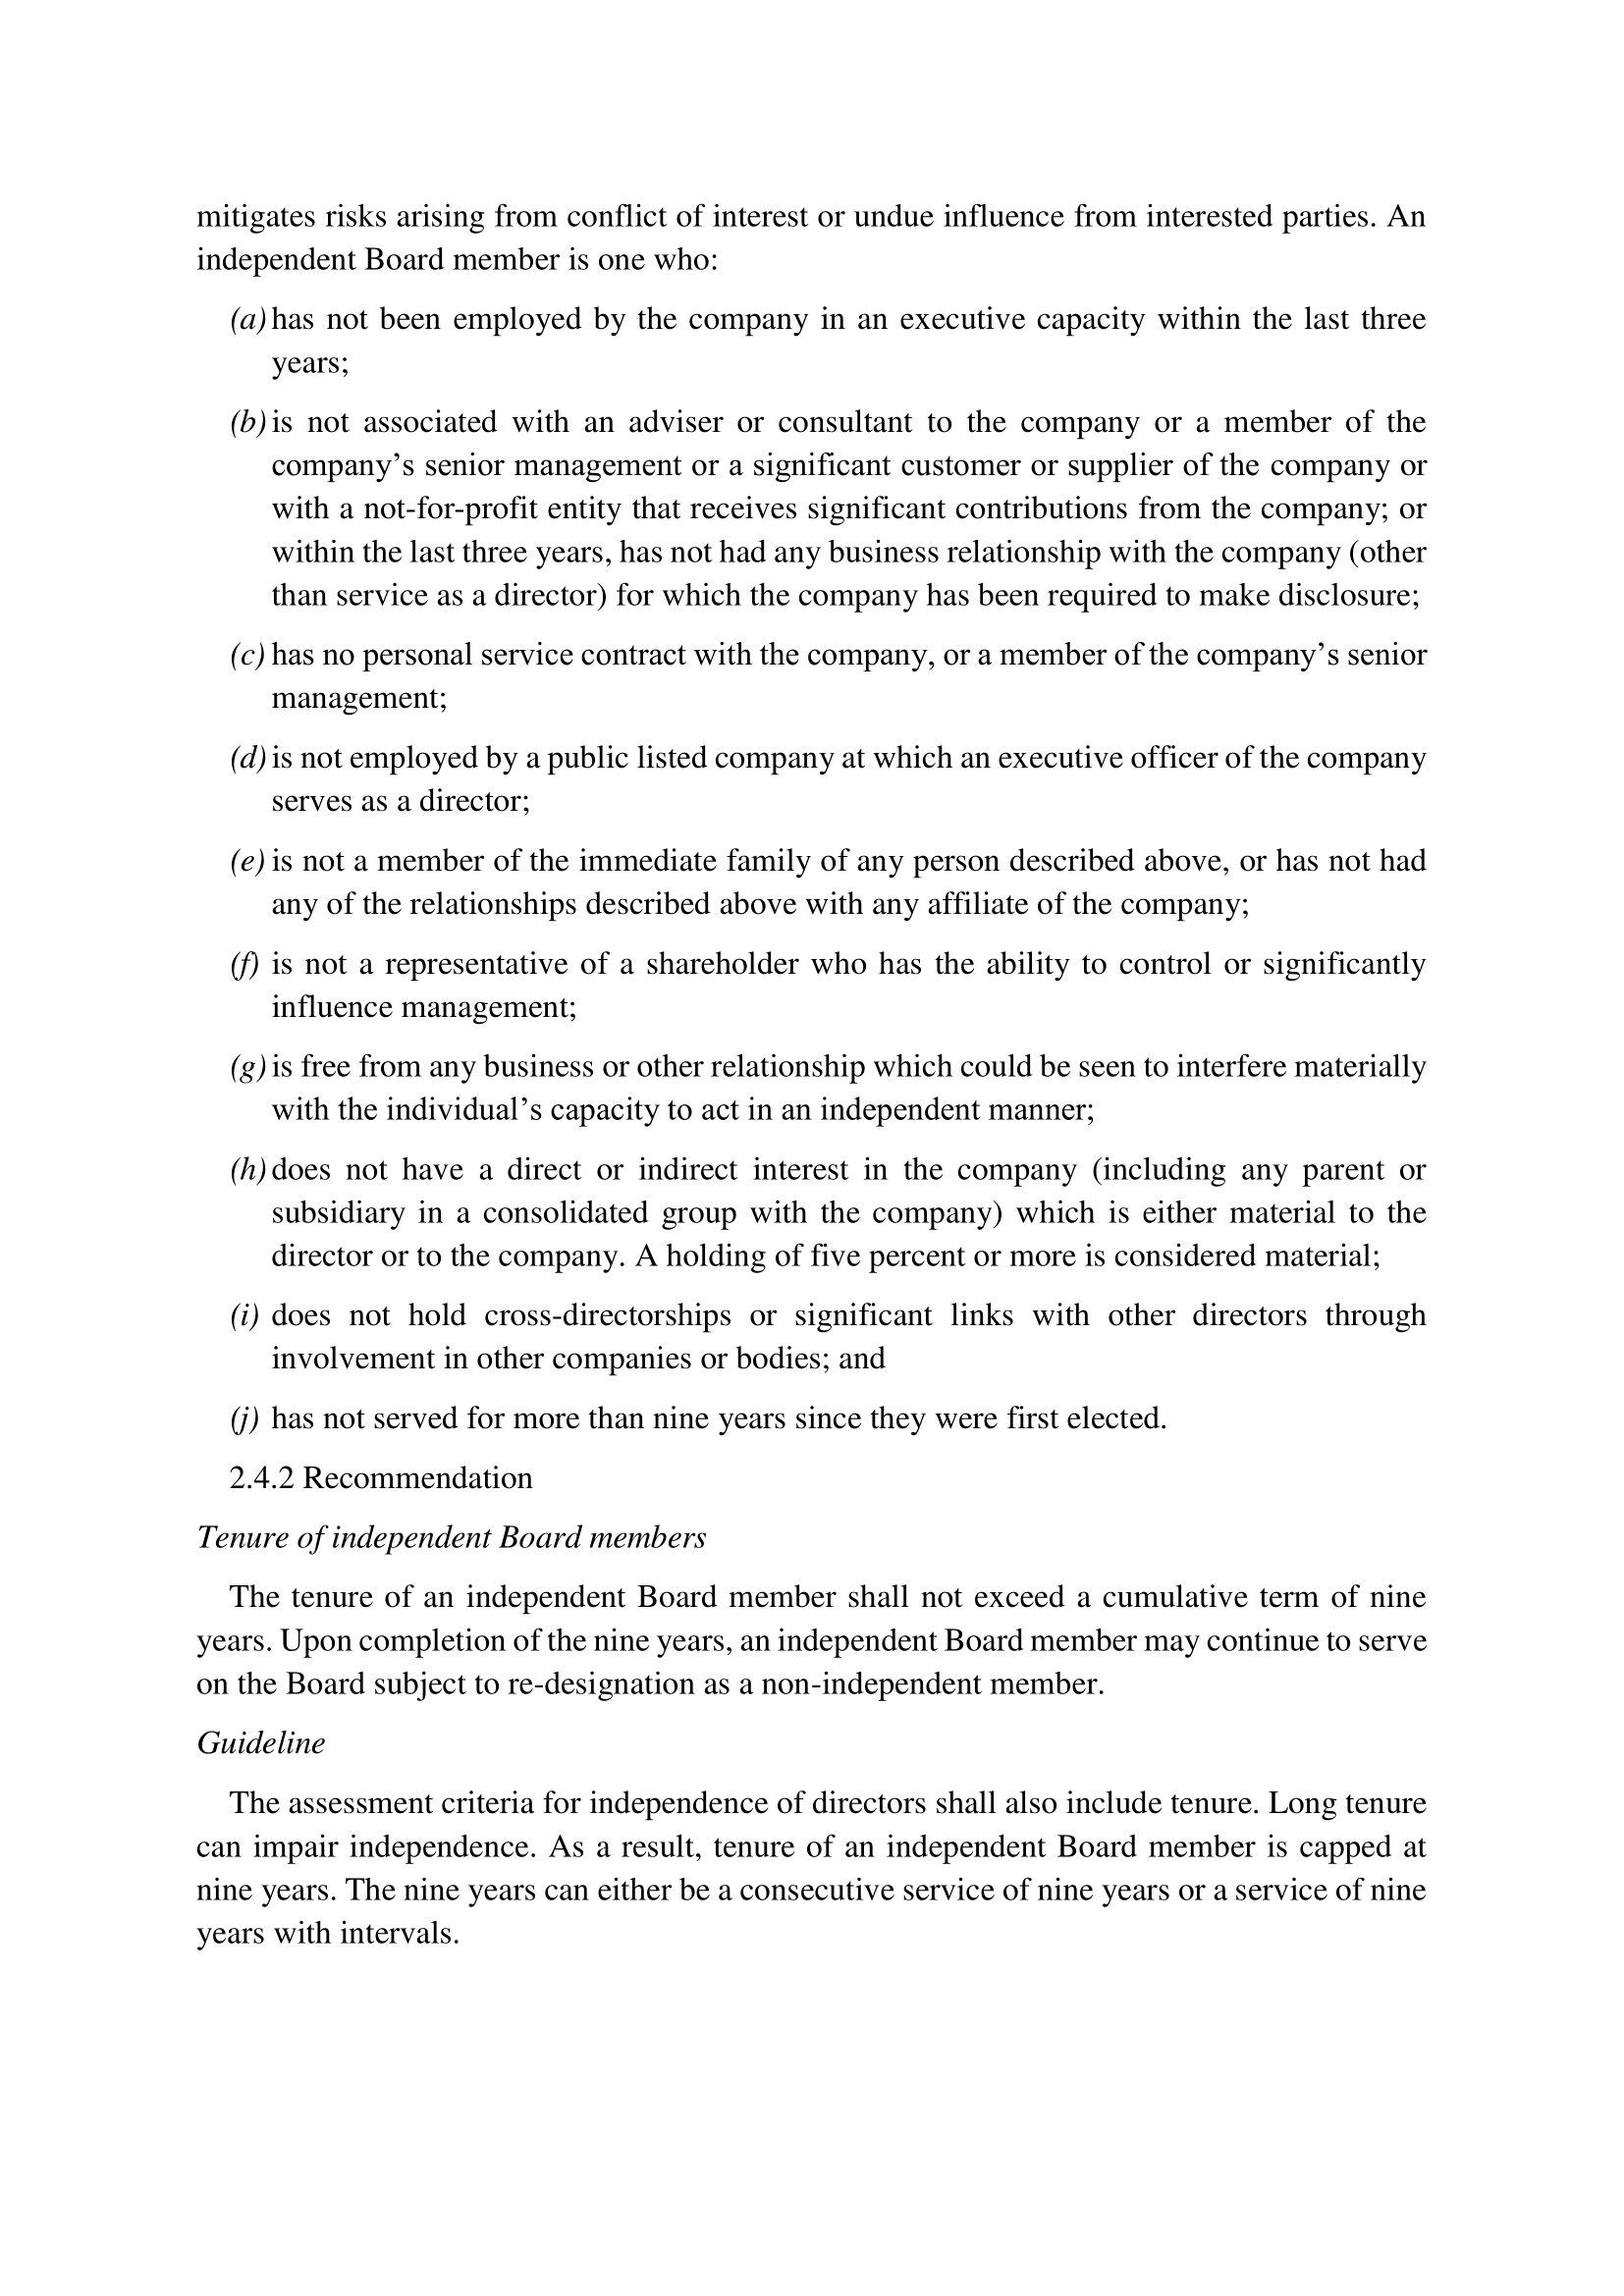 mitigates risks arising from conflict of interest or undue influence from interested parties. An
independent Board member is one who:
(a) has not been employed by the company in an executive capacity within the last three
years;
(b) is not associated with an adviser or consultant to the company or a member of the
company’s senior management or a significant customer or supplier of the company or
with a not-for-profit entity that receives significant contributions from the company; or
within the last three years, has not had any business relationship with the company (other
than service as a director) for which the company has been required to make disclosure;
(c) has no personal service contract with the company, or a member of the company’s senior
management;
(d) is not employed by a public listed company at which an executive officer of the company
serves as a director;
(e) is not a member of the immediate family of any person described above, or has not had
any of the relationships described above with any affiliate of the company;
(f) is not a representative of a shareholder who has the ability to control or significantly
influence management;
(g) is free from any business or other relationship which could be seen to interfere materially
with the individual’s capacity to act in an independent manner;
(h) does not have a direct or indirect interest in the company (including any parent or
subsidiary in a consolidated group with the company) which is either material to the
director or to the company. A holding of five percent or more is considered material;
(i) does not hold cross-directorships or significant links with other directors through
involvement in other companies or bodies; and
(j) has not served for more than nine years since they were first elected.
2.4.2 Recommendation
Tenure of independent Board members
The tenure of an independent Board member shall not exceed a cumulative term of nine
years. Upon completion of the nine years, an independent Board member may continue to serve
on the Board subject to re-designation as a non-independent member.
Guideline
The assessment criteria for independence of directors shall also include tenure. Long tenure
can impair independence. As a result, tenure of an independent Board member is capped at
nine years. The nine years can either be a consecutive service of nine years or a service of nine
years with intervals.